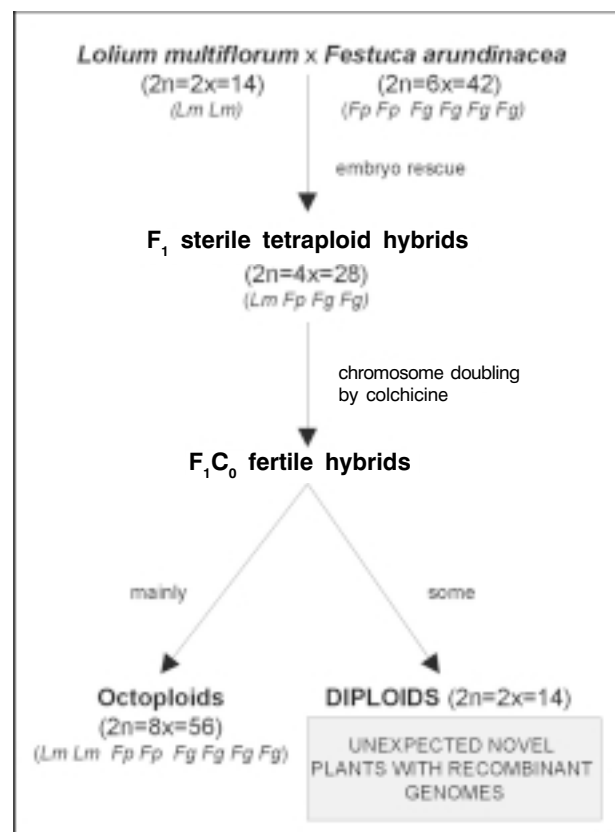 Lolium multiflorum x Festuca arundinacea
(2n=2x=14) (2n=6x=42)
(Lm Lm) (Fp Fp Fg Fg Fg Fg)
embryo rescue
F₁ sterile tetraploid hybrids
(2n=4x=28)
(Lm Fp Fg Fg)
chromosome doubling
by colchicine
F₁C₀ fertile hybrids
mainly some
Octoploids DIPLOIDS (2n=2x=14)
(2n=8x=56)
(Lm Lm Fp Fp Fg Fg Fg Fg)
UNEXPECTED NOVEL
PLANTS WITH RECOMBINANT
GENOMES